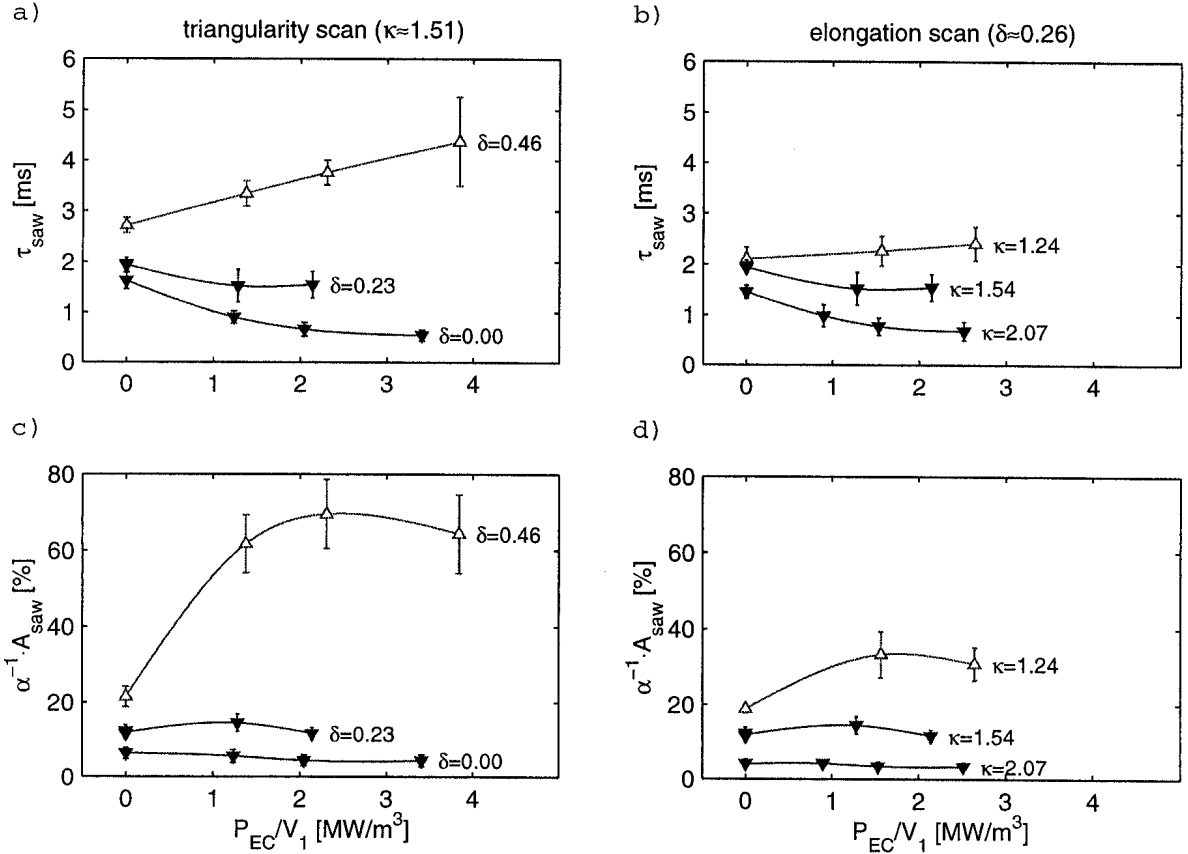 a)
triangularity scan (κ≈1.51)
6
5
4
3
2
1
0
τsaw [ms]
δ=0.46
δ=0.23
δ=0.00
0 1 2 3 4
b)
elongation scan (δ≈0.26)
6
5
4
3
2
1
0
τsaw [ms]
κ=1.24
κ=1.54
κ=2.07
0 1 2 3 4
c)
80
60
40
20
0
α⁻¹·Asaw [%]
δ=0.46
δ=0.23
δ=0.00
0 1 2 3 4
PEC/V1 [MW/m³]
d)
80
60
40
20
0
α⁻¹·Asaw [%]
κ=1.24
κ=1.54
κ=2.07
0 1 2 3 4
PEC/V1 [MW/m³]